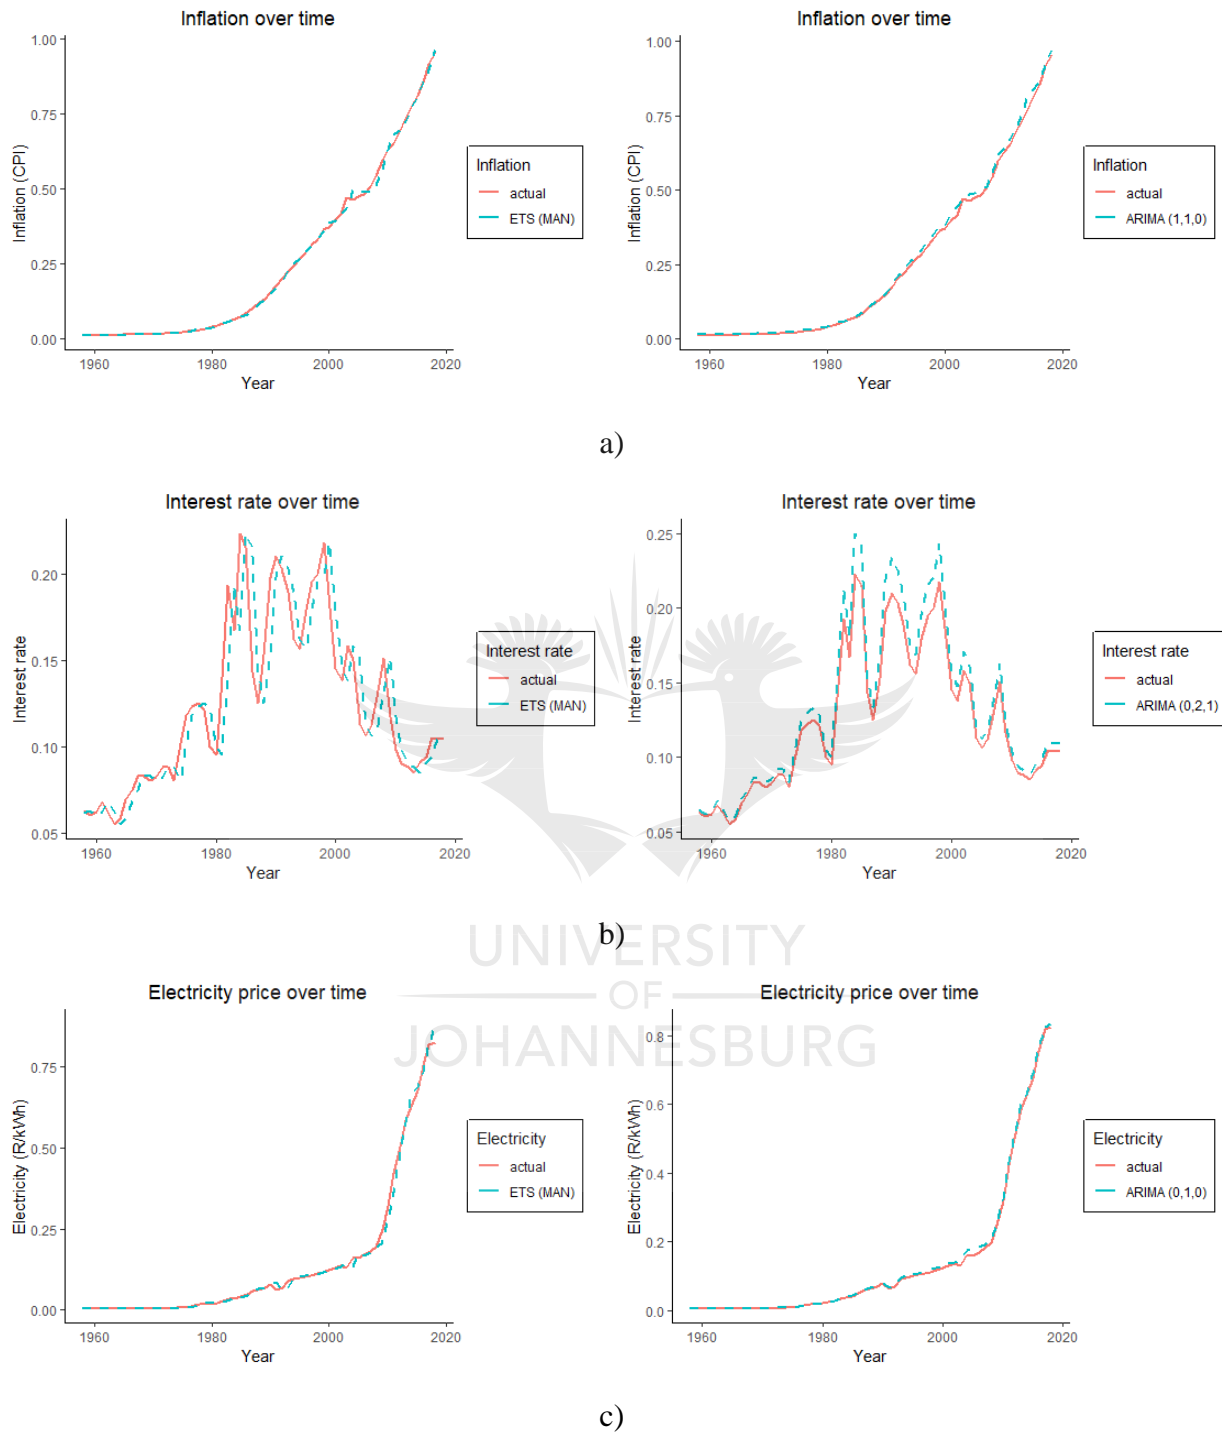 Inflation over time
1.00
0.75
0.50
0.25
0.00
Inflation (CPI)
1960 1980 2000 2020
Year
Inflation
actual
ETS (MAN)
Inflation over time
1.00
0.75
0.50
0.25
0.00
Inflation (CPI)
1960 1980 2000 2020
Year
Inflation
actual
ARIMA (1,1,0)
a)
Interest rate over time
0.20
0.15
0.10
0.05
Interest rate
1960 1980 2000 2020
Year
Interest rate
actual
ETS (MAN)
Interest rate over time
0.25
0.20
0.15
0.10
0.05
Interest rate
1960 1980 2000 2020
Year
Interest rate
actual
ARIMA (0,2,1)
b)
UNIVERSITY
OF
JOHANNESBURG
Electricity price over time
0.75
0.50
0.25
0.00
Electricity (R/kWh)
1960 1980 2000 2020
Year
Electricity
actual
ETS (MAN)
Electricity price over time
0.8
0.6
0.4
0.2
0.0
Electricity (R/kWh)
1960 1980 2000 2020
Year
Electricity
actual
ARIMA (0,1,0)
c)